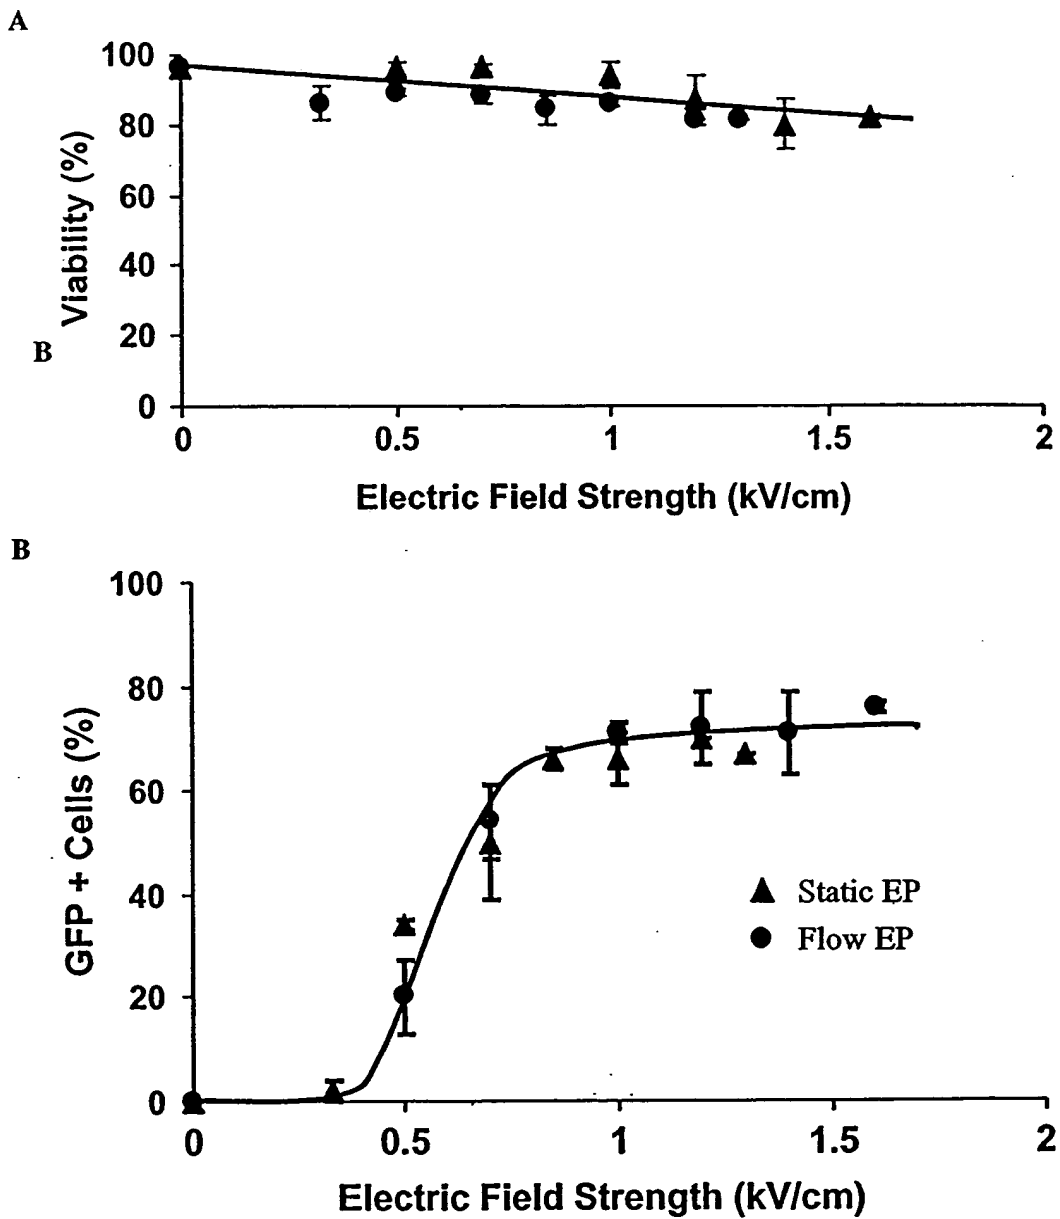 A
100
80
60
40
20
0
Viability (%)
B
0 0.5 1 1.5 2
Electric Field Strength (kV/cm)
B
100
80
60
40
20
0
GFP + Cells (%)
Static EP
Flow EP
0 0.5 1 1.5 2
Electric Field Strength (kV/cm)